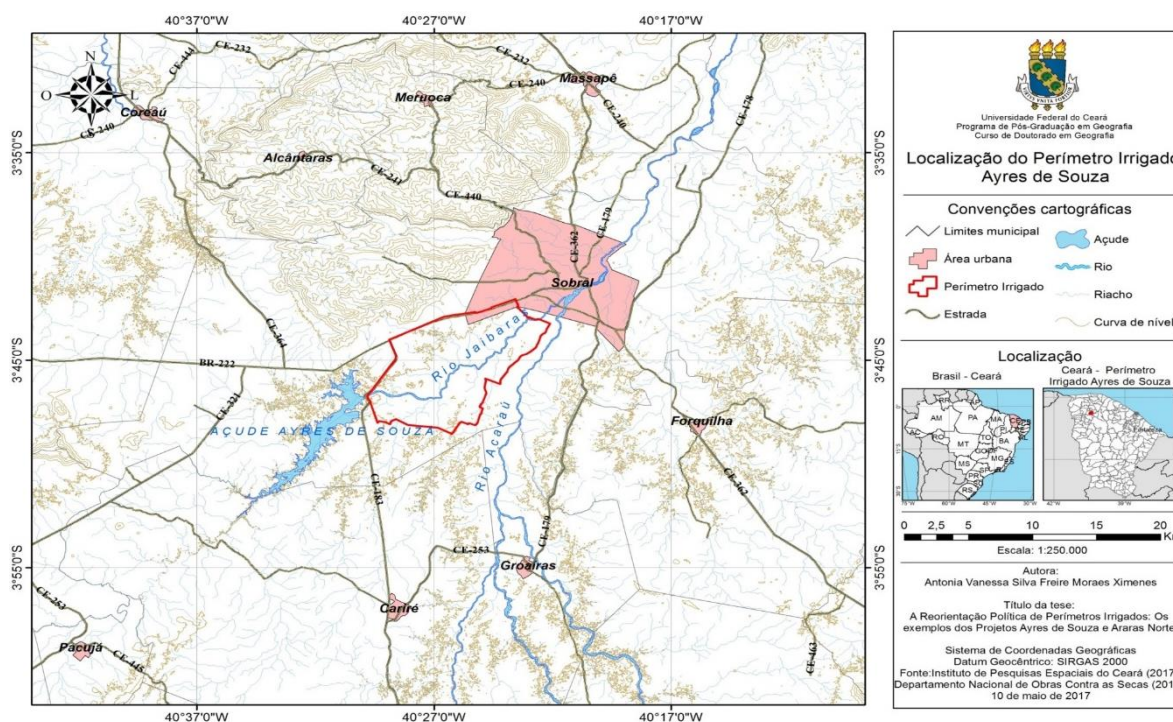 40°37'0"W 40°27'0"W 40°17'0"W
N
O L
S
CE-232
CE-444
CE-232
Massapê
CE-240
CE-178
Meruoca
Coreaú
CE-240
CE-240
3°35'0"S
3°35'0"S
Alcântaras
CE-241
CE-440
CE-179
CE-362
Sobral
Rio Jaibaras
CE-364
3°45'0"S
3°45'0"S
BR-222
CE-321
AÇUDE AYRES DE SOUZA
Forquilha
Rio Acaraú
CE-183
CE-362
CE-179
CE-253
Groaíras
3°55'0"S
3°55'0"S
Cariré
CE-253
Pacujá
CE-445
CE-463
40°37'0"W 40°27'0"W 40°17'0"W
Universidade Federal do Ceará
Programa de Pós-Graduação em Geografia
Curso de Doutorado em Geografia
Localização do Perímetro Irrigado
Ayres de Souza
Convenções cartográficas
Limites municipal
Área urbana
Perímetro Irrigado
Estrada
Açude
Rio
Riacho
Curva de níve
Localização
Brasil - Ceará
Ceará - Perímetro
Irrigado Ayres de Souza
RR
AP
AM
PA
MA
AC
RO
MT
TO
BA
MG
MS
SP
PR
RS
Fortaleza
0 2,5 5 10 15 20
Escala: 1:250.000
Autora:
Antonia Vanessa Silva Freire Moraes Ximenes
Título da tese:
A Reorientação Política de Perímetros Irrigados: Os
exemplos dos Projetos Ayres de Souza e Araras Norte
Sistema de Coordenadas Geográficas
Datum Geocêntrico: SIRGAS 2000
Fonte:Instituto de Pesquisas Espaciais do Ceará (2017
Departamento Nacional de Obras Contra as Secas (201
10 de maio de 2017